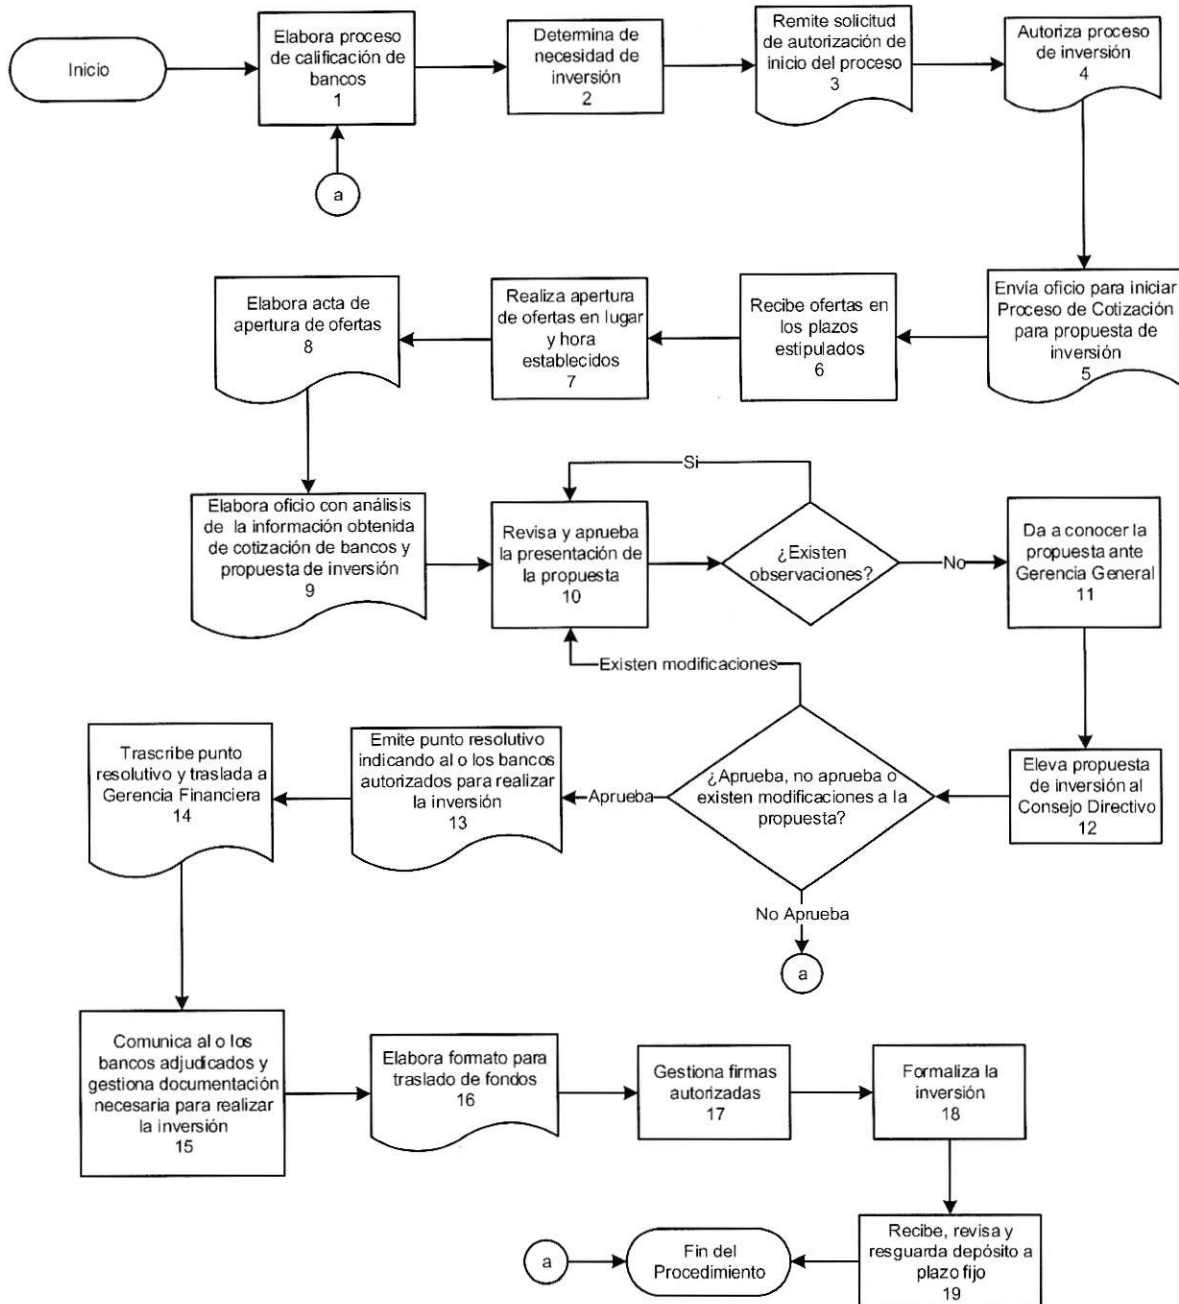 Inicio
Elabora proceso
de calificación de
bancos
1
Determina de
necesidad de
inversión
2
Remite solicitud
de autorización de
inicio del proceso
3
Autoriza proceso
de inversión
4
a
Envía oficio para iniciar
Proceso de Cotización
para propuesta de
inversión
5
Recibe ofertas en
los plazos
estipulados
6
Realiza apertura
de ofertas en lugar
y hora
establecidos
7
Elabora acta de
apertura de ofertas
8
Elabora oficio con análisis
de la información obtenida
de cotización de bancos y
propuesta de inversión
9
Revisa y aprueba
la presentación de
la propuesta
10
Si
¿Existen
observaciones?
No
Da a conocer la
propuesta ante
Gerencia General
11
Eleva propuesta
de inversión al
Consejo Directivo
12
Existen modificaciones
¿Aprueba, no aprueba o
existen modificaciones a la
propuesta?
Aprueba
No Aprueba
a
Emite punto resolutivo
indicando al o los bancos
autorizados para realizar
la inversión
13
Trascribe punto
resolutivo y traslada a
Gerencia Financiera
14
Comunica al o los
bancos adjudicados y
gestiona documentación
necesaria para realizar
la inversión
15
Elabora formato para
traslado de fondos
16
Gestiona firmas
autorizadas
17
Formaliza la
inversión
18
Recibe, revisa y
resguarda depósito a
plazo fijo
19
a
Fin del
Procedimiento